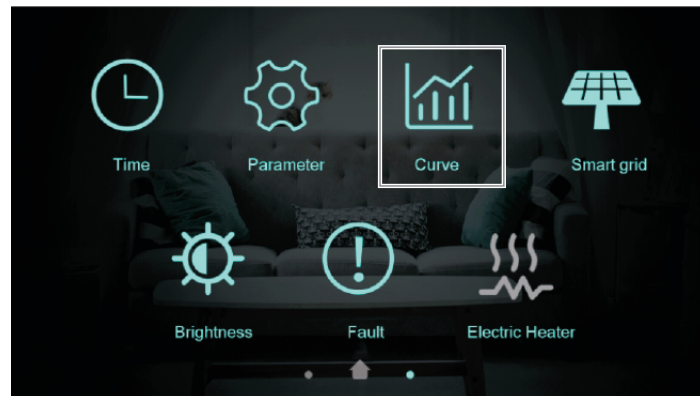 Time
Parameter
Curve
Smart grid
Brightness
Fault
Electric Heater